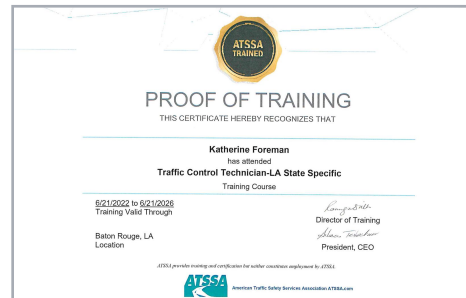 ATSSA
TRAINED
PROOF OF TRAINING
THIS CERTIFICATE HEREBY RECOGNIZES THAT
Katherine Foreman
has attended
Traffic Control Technician-LA State Specific
Training Course
6/21/2022 to 6/21/2026
Training Valid Through
Director of Training
Baton Rouge, LA
Location
President, CEO
ATSSA provides training and certification but neither constitutes employment by ATSSA.
ATSSA
American Traffic Safety Services Association ATSSA.com